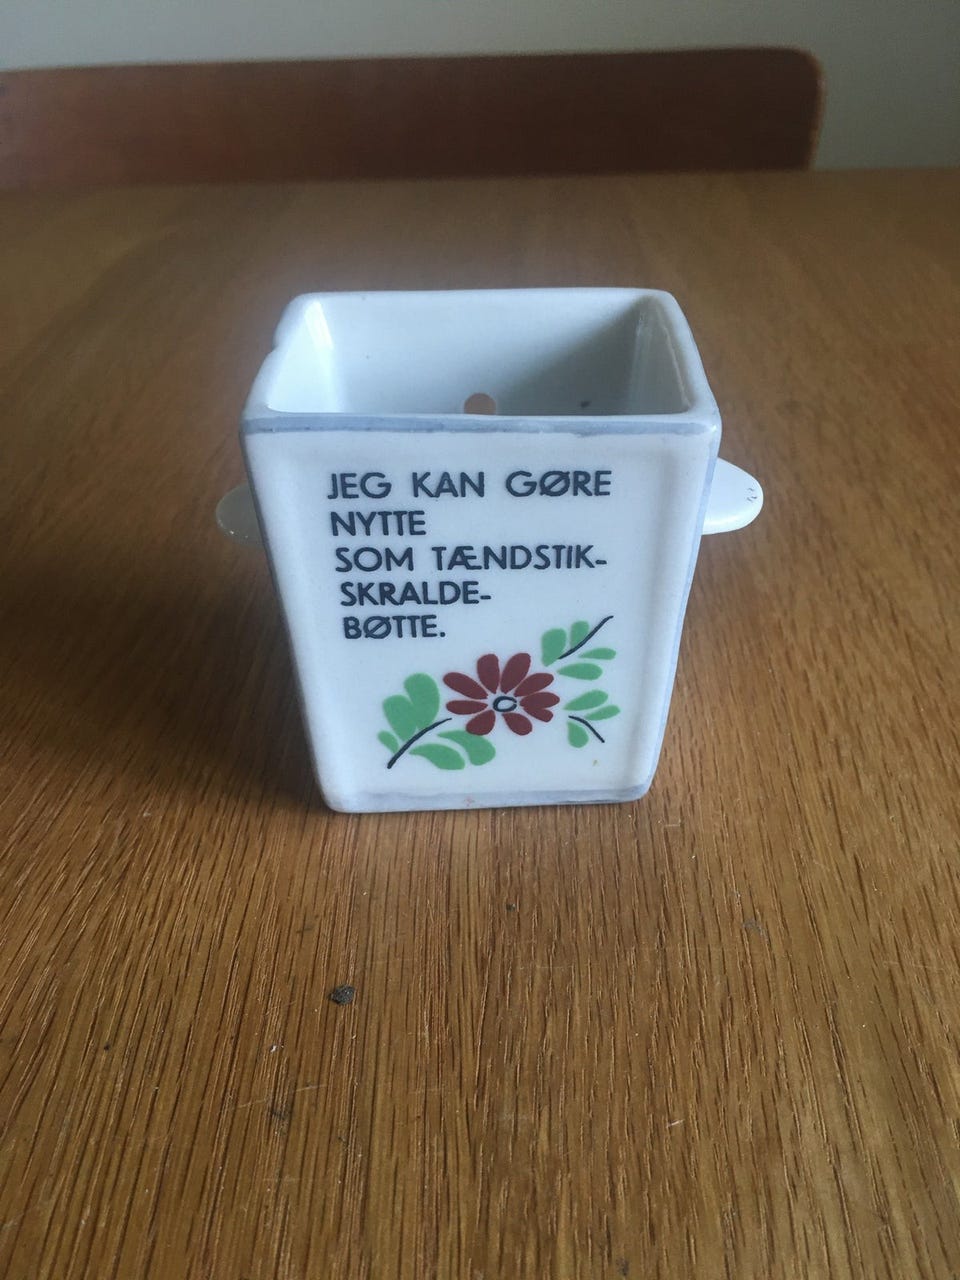 JEG KAN GØRE
NYTTE
SOM TÆNDSTIK-
SKRALDE-
BØTTE.